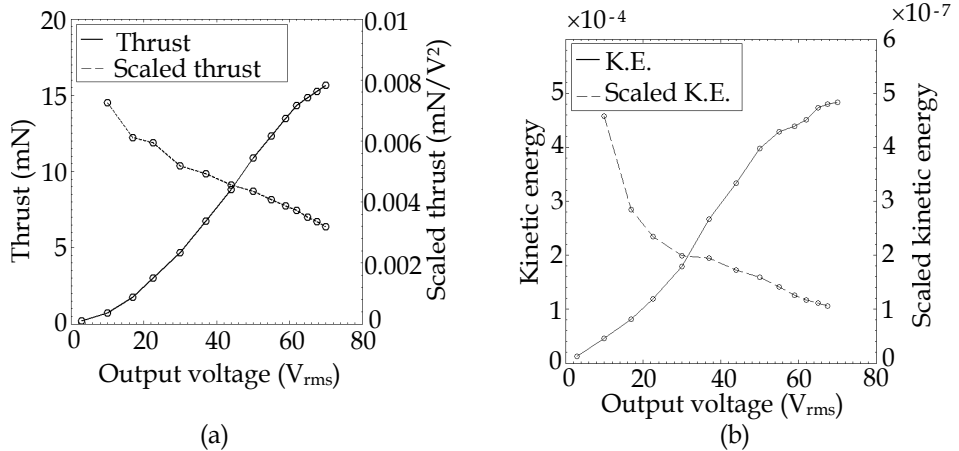 20
15
10
5
0
Thrust (mN)
Thrust
Scaled thrust
0.01
0.008
0.006
0.004
0.002
0
Scaled thrust (mN/V²)
0 20 40 60 80
Output voltage (Vrms)
(a)
×10⁻⁴
5
4
3
2
1
0
Kinetic energy
K.E.
Scaled K.E.
×10⁻⁷
6
5
4
3
2
1
0
Scaled kinetic energy
0 20 40 60 80
Output voltage (Vrms)
(b)